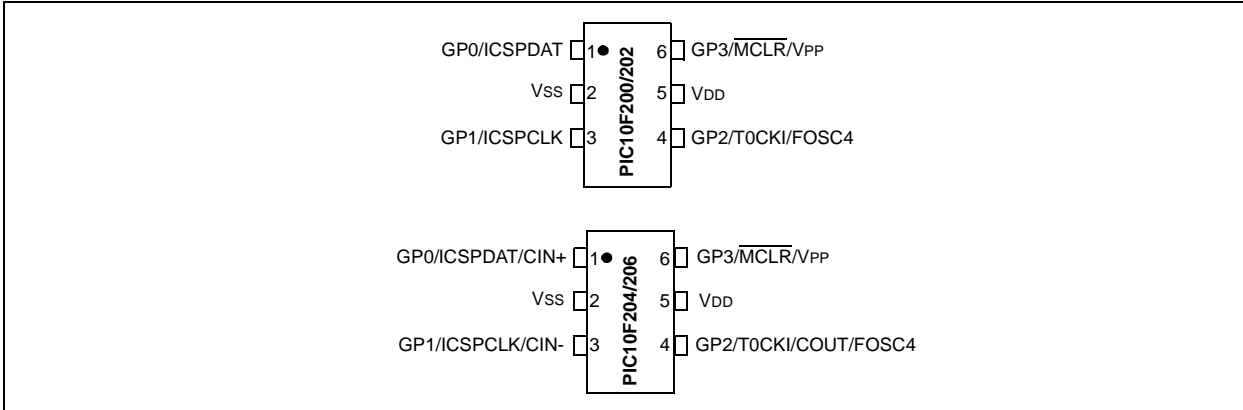 GP0/ICSPDAT 1 6 GP3/MCLR/VPP
VSS 2 5 VDD
GP1/ICSPCLK 3 4 GP2/T0CKI/FOSC4
PIC10F200/202
GP0/ICSPDAT/CIN+ 1 6 GP3/MCLR/VPP
VSS 2 5 VDD
GP1/ICSPCLK/CIN- 3 4 GP2/T0CKI/COUT/FOSC4
PIC10F204/206